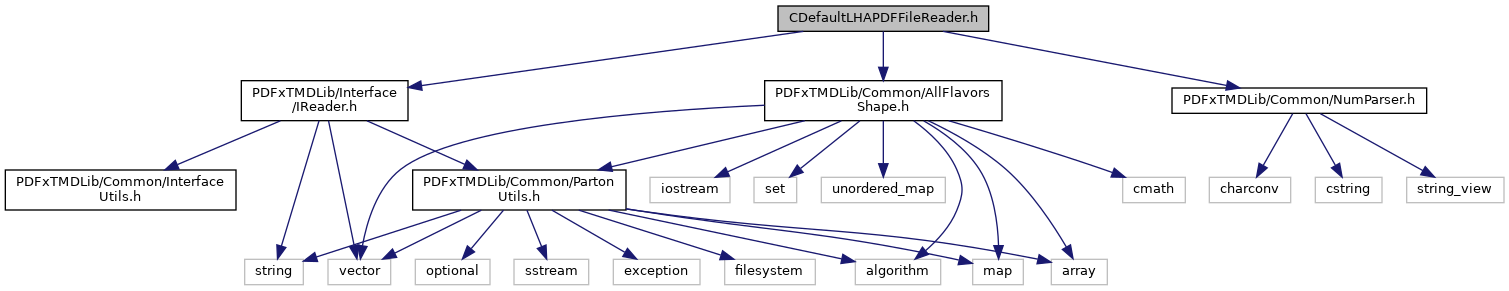 CDefaultLHAPDFFileReader.h
PDFxTMDLib/Interface
/IReader.h
PDFxTMDLib/Common/AllFlavors
Shape.h
PDFxTMDLib/Common/NumParser.h
PDFxTMDLib/Common/Interface
Utils.h
PDFxTMDLib/Common/Parton
Utils.h
iostream
set
unordered_map
cmath
charconv
cstring
string_view
string
vector
optional
sstream
exception
filesystem
algorithm
map
array